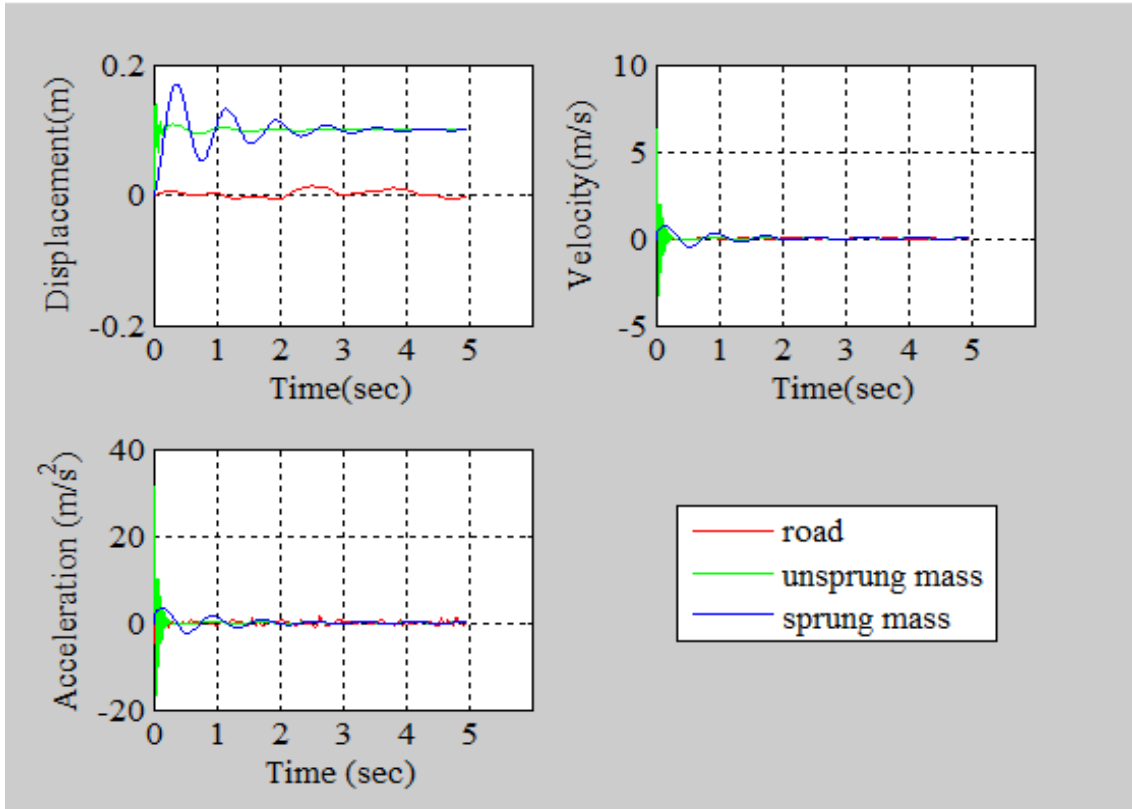 Displacement(m)
0.2
0
-0.2
0 1 2 3 4 5
Time(sec)
Velocity(m/s)
10
5
0
-5
0 1 2 3 4 5
Time(sec)
Acceleration (m/s²)
40
20
0
-20
0 1 2 3 4 5
Time (sec)
road
unsprung mass
sprung mass